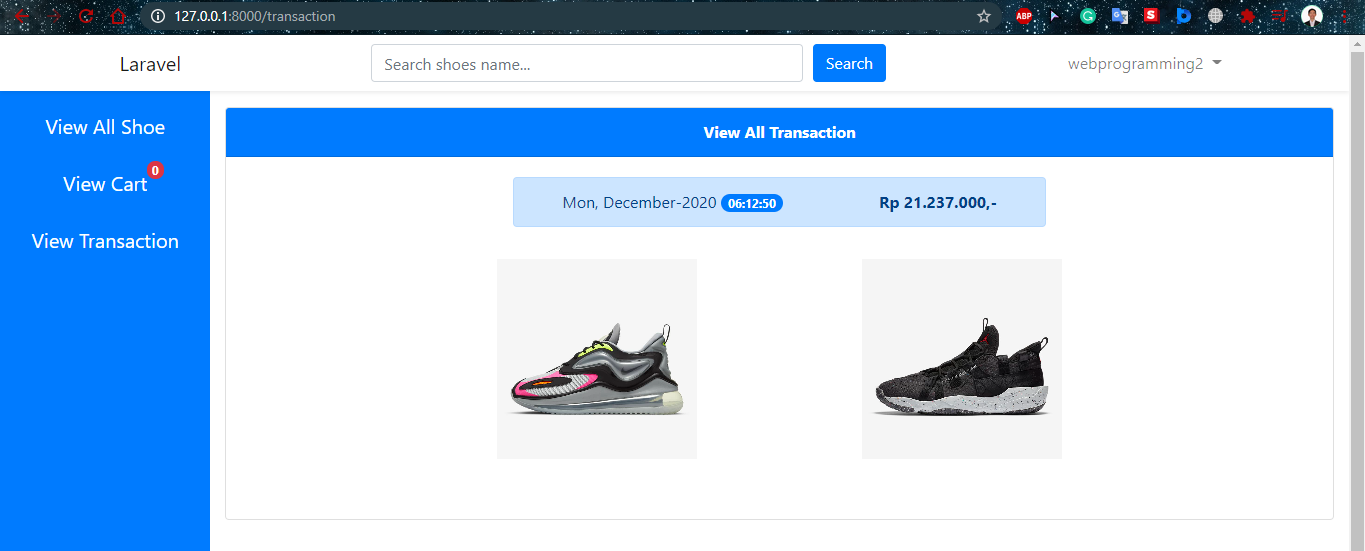 127.0.0.1:8000/transaction
ABP
Laravel
Search shoes name...
Search
webprogramming2
View All Shoe
View Cart 0
View Transaction
View All Transaction
Mon, December-2020 06:12:50 Rp 21.237.000,-